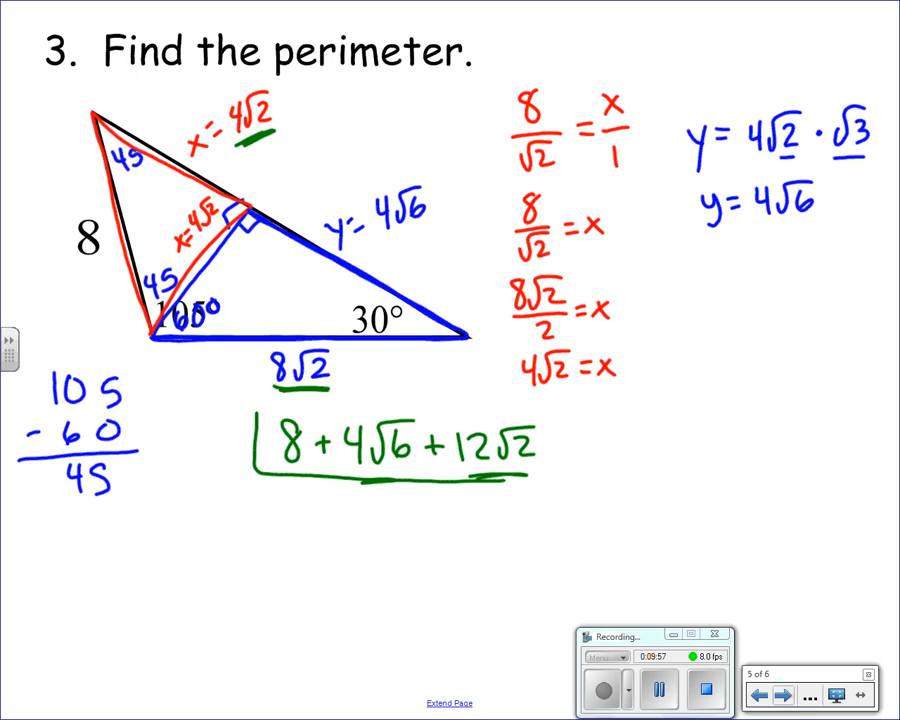 3. Find the perimeter.
x = 4√2
45
8
x = 4√2
y = 4√6
45
105
60°
30°
8√2
105
- 60
45
8 + 4√6 + 12√2
8/√2 = x/1
8/√2 = x
8√2/2 = x
4√2 = x
y = 4√2 · √3
y = 4√6
Recording...
Menu
0:09:57
8.0 fps
5 of 6
...
Extend Page